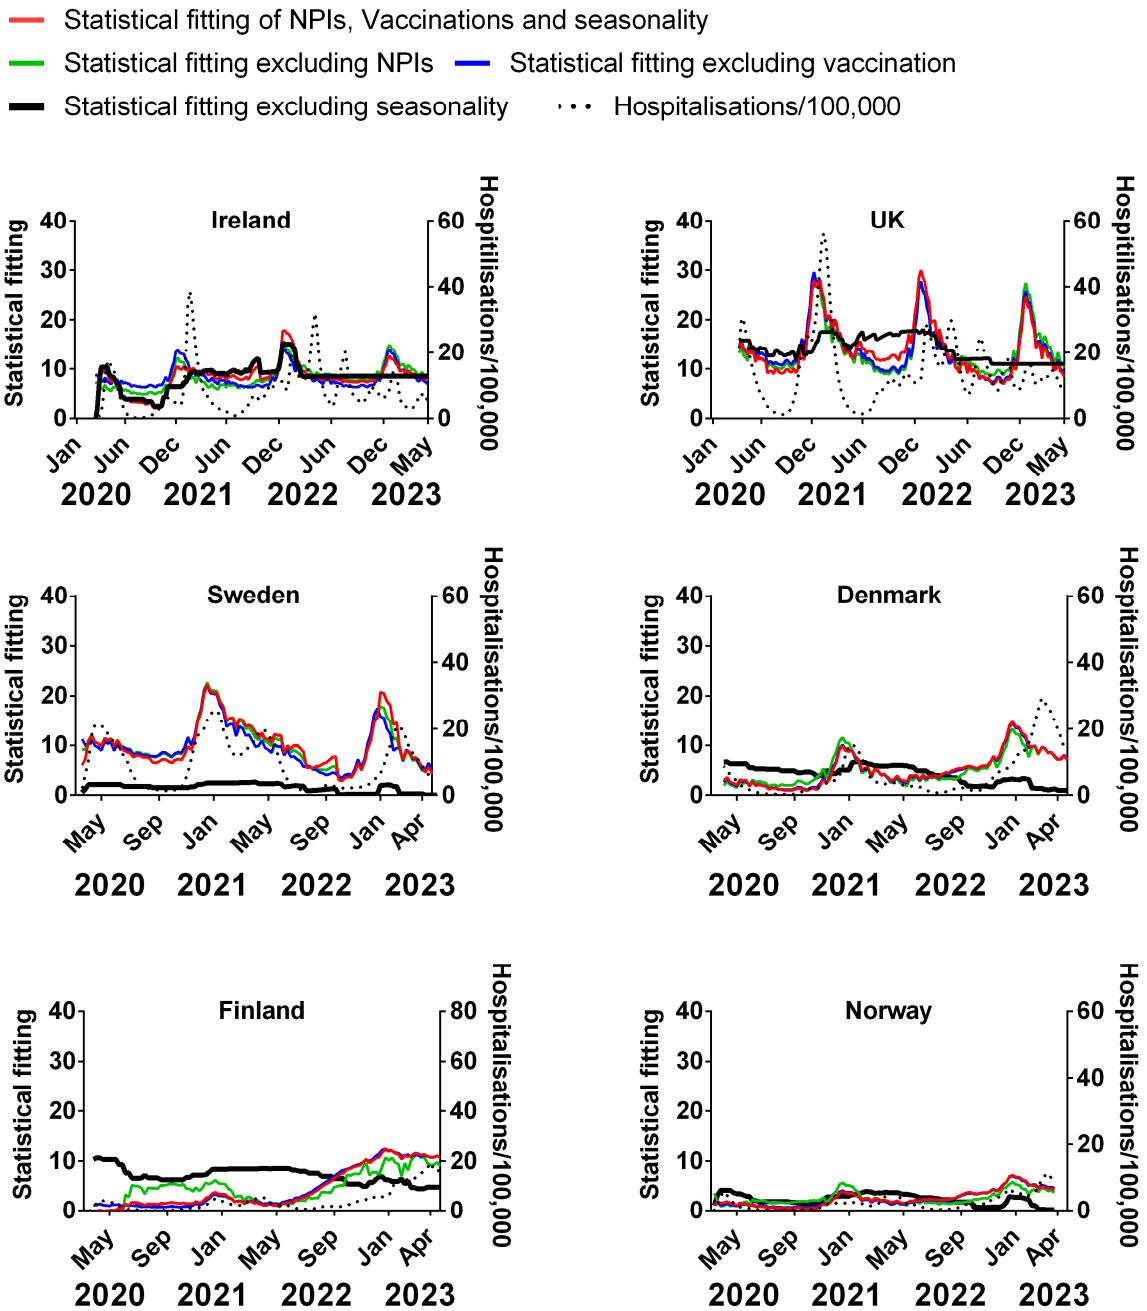 Statistical fitting of NPIs, Vaccinations and seasonality
Statistical fitting excluding NPIs
Statistical fitting excluding vaccination
Statistical fitting excluding seasonality
Hospitalisations/100,000
Ireland
Statistical fitting
40
30
20
10
0
Hospitilisations/100,000
60
40
20
0
Jan Jun Dec Jun Dec Jun Dec May
2020 2021 2022 2023
UK
Statistical fitting
40
30
20
10
0
Hospitilisations/100,000
60
40
20
0
Jan Jun Dec Jun Dec Jun Dec May
2020 2021 2022 2023
Sweden
Statistical fitting
40
30
20
10
0
Hospitalisations/100,000
60
40
20
0
May Sep Jan May Sep Jan Apr
2020 2021 2022 2023
Denmark
Statistical fitting
40
30
20
10
0
Hospitalisations/100,000
60
40
20
0
May Sep Jan May Sep Jan Apr
2020 2021 2022 2023
Finland
Statistical fitting
40
30
20
10
0
Hospitalisations/100,000
80
60
40
20
0
May Sep Jan May Sep Jan Apr
2020 2021 2022 2023
Norway
Statistical fitting
40
30
20
10
0
Hospitalisations/100,000
60
40
20
0
May Sep Jan May Sep Jan Apr
2020 2021 2022 2023